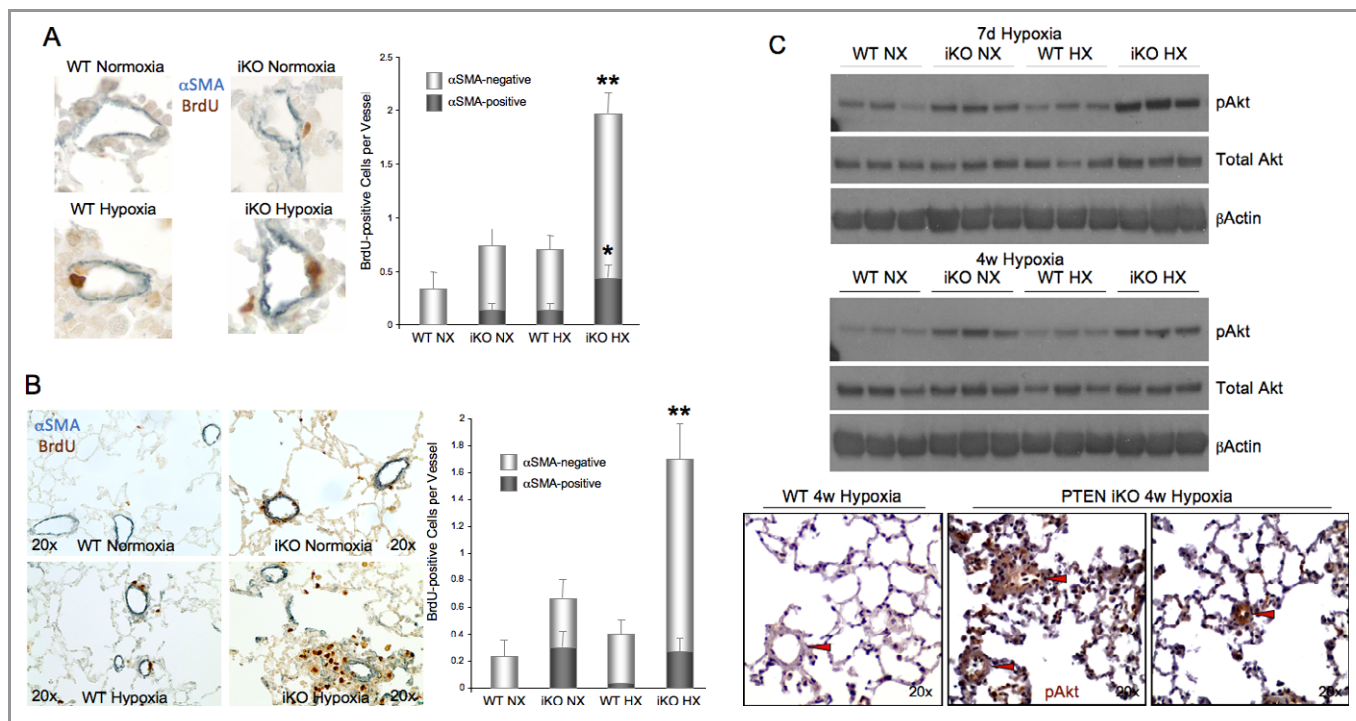 A
WT Normoxia
iKO Normoxia
αSMA
BrdU
WT Hypoxia
iKO Hypoxia
BrdU-positive Cells per Vessel
2.5
2
1.5
1
0.5
0
αSMA-negative
αSMA-positive
**
*
WT NX
iKO NX
WT HX
iKO HX
B
αSMA
BrdU
20x
WT Normoxia
iKO Normoxia
20x
20x
WT Hypoxia
iKO Hypoxia
20x
BrdU-positive Cells per Vessel
2
1.8
1.6
1.4
1.2
1
0.8
0.6
0.4
0.2
0
αSMA-negative
αSMA-positive
**
WT NX
iKO NX
WT HX
iKO HX
C
7d Hypoxia
WT NX
iKO NX
WT HX
iKO HX
pAkt
Total Akt
βActin
4w Hypoxia
WT NX
iKO NX
WT HX
iKO HX
pAkt
Total Akt
βActin
WT 4w Hypoxia
PTEN iKO 4w Hypoxia
20x
pAkt
20x
20x